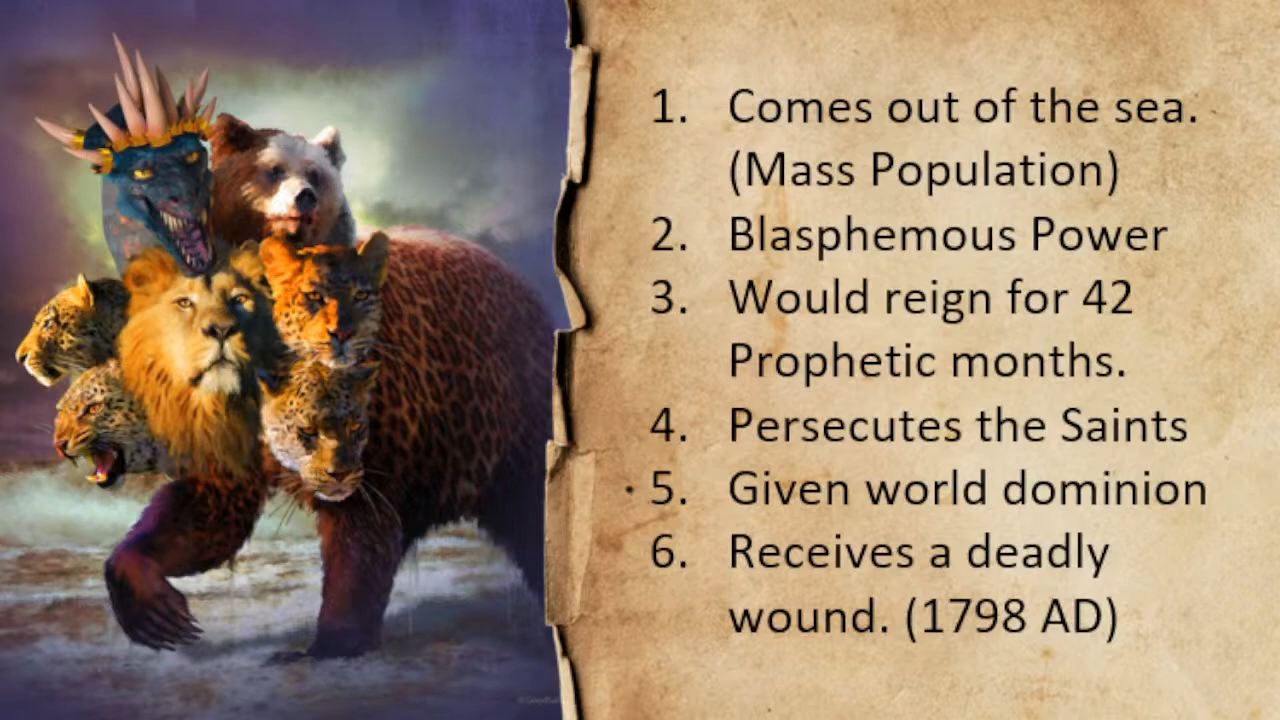 1. Comes out of the sea.
(Mass Population)
2. Blasphemous Power
3. Would reign for 42
Prophetic months.
4. Persecutes the Saints
5. Given world dominion
6. Receives a deadly
wound. (1798 AD)